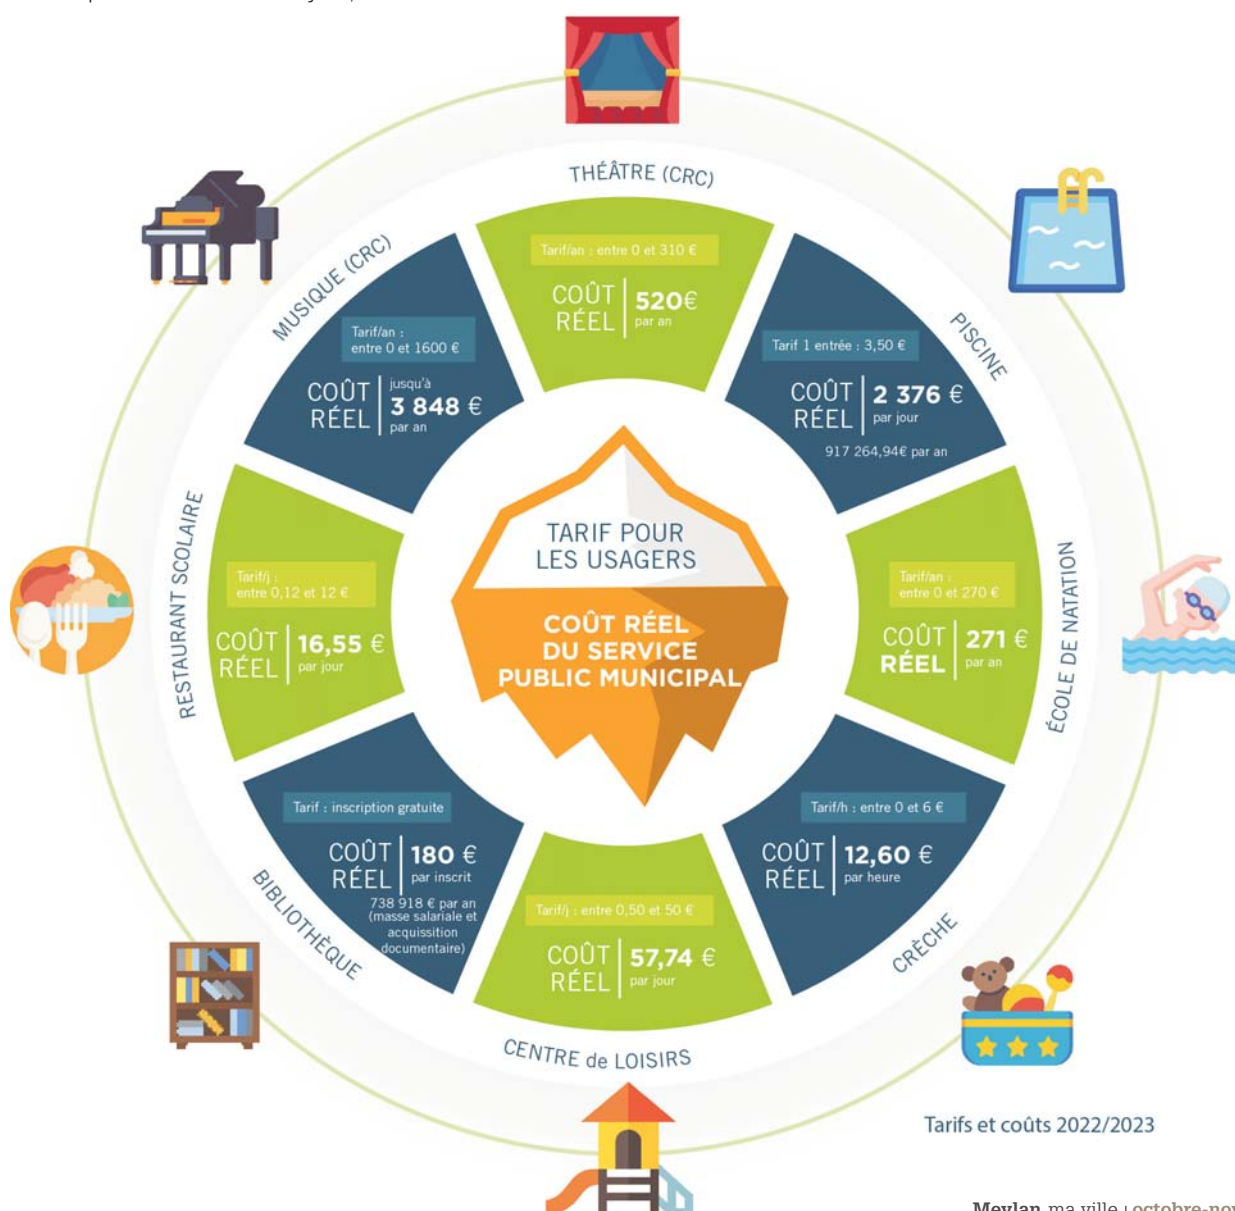 THÉÂTRE (CRC)
Tarif/an : entre 0 et 310 €
COÛT
RÉEL
520€
par an
PISCINE
Tarif 1 entrée : 3,50 €
COÛT
RÉEL
2 376 €
par jour
917 264,94€ par an
ÉCOLE DE NATATION
Tarif/an :
entre 0 et 270 €
COÛT
RÉEL
271 €
par an
CRÈCHE
Tarif/h : entre 0 et 6 €
COÛT
RÉEL
12,60 €
par heure
CENTRE de LOISIRS
Tarif/j : entre 0,50 et 50 €
COÛT
RÉEL
57,74 €
par jour
BIBLIOTHÈQUE
Tarif : inscription gratuite
COÛT
RÉEL
180 €
par inscrit
738 918 € par an
(masse salariale et
acquissition
documentaire)
RESTAURANT SCOLAIRE
Tarif/j :
entre 0,12 et 12 €
COÛT
RÉEL
16,55 €
par jour
MUSIQUE (CRC)
Tarif/an :
entre 0 et 1600 €
COÛT
RÉEL
jusqu'à
3 848 €
par an
TARIF POUR
LES USAGERS
COÛT RÉEL
DU SERVICE
PUBLIC MUNICIPAL
Tarifs et coûts 2022/2023
Meylan ma ville | octobre-nov